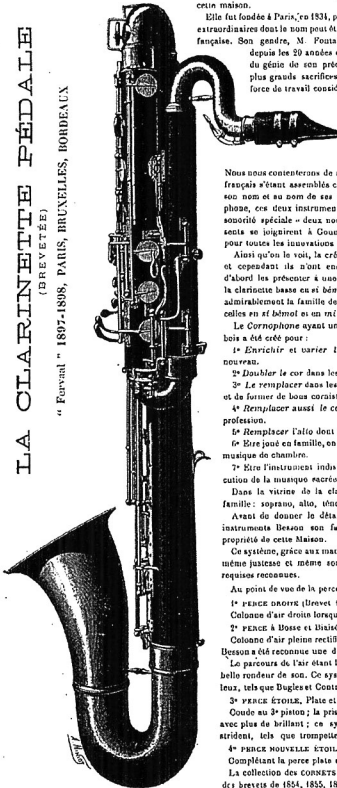 LA CLARINETTE PÉDALE
(BREVETÉE)
"Fervaal" 1897-1898, PARIS, BRUXELLES, BORDEAUX
cette maison.
Elle fut fondée à Paris, en 1834, p
extraordinaires dont le nom peut êt
française. Son gendre, M. Fonta
depuis les 20 années
du génie de son préd
plus grands sacrifices
force de travail consid
Nous nous contenterons de
français s'étant assemblés
son nom et au nom de ses
phone, ces deux instrumen
sonorité spéciale « deux no
sents se joignirent à Goun
pour toutes les innovations
Ainsi qu'on le voit, la cré
et cependant ils n'ont en
d'abord les présenter à une
la clarinette basse en si bém
admirablement la famille de
celles en si bémol et en mi
Le Cornophone ayant un
bois a été créé pour :
1° Enrichir et varier l
nouveau.
2° Doubler le cor dans les
3° Le remplacer dans les
et de former de bons cornist
4° Remplacer aussi le c
profession.
5° Remplacer l'alto dont
6° Etre joué en famille, en
musique de chambre.
7° Etre l'instrument indis
cution de la musique sacrée
Dans la vitrine de la cla
famille : soprano, alto, tén
Avant de donner le déta
instruments Besson son fa
propriété de cette Maison.
Ce système, grâce aux man
même justesse et même so
requises reconnues.
Au point de vue de la perce
1° PERCE DROITE (Brevet
Colonne d'air droite lorsqu
2° PERCE à Bosse et Biaisé
Colonne d'air pleine rectifi
Besson a été reconnue une d
Le parcours de l'air étant l
belle rondeur de son. Ce sys
leux, tels que Bugles et Cont
3° PERCE ÉTOILE, Plate et
Coude au 3e piston ; la pris
avec plus de brillant ; ce sy
strident, tels que trompette
4° PERCE NOUVELLE ÉTOIL
Complétant la perce plate
La collection des CORNETS
des brevets de 1854, 1855, 18